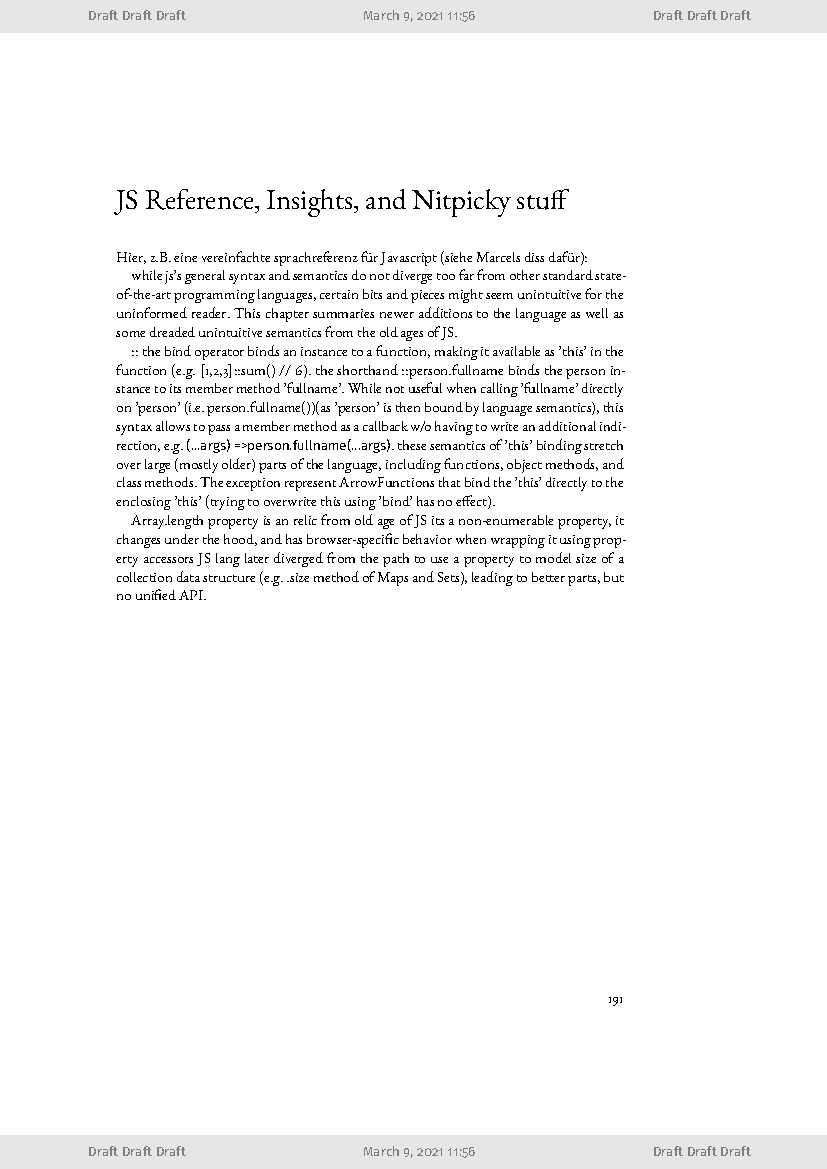 Draft Draft Draft March 9, 2021 11:56 Draft Draft Draft
JS Reference, Insights, and Nitpicky stuff
Hier, z.B. eine vereinfachte sprachreferenz für Javascript (siehe Marcels diss dafür):
while js's general syntax and semantics do not diverge too far from other standard state-
of-the-art programming languages, certain bits and pieces might seem unintuitive for the
uninformed reader. This chapter summaries newer additions to the language as well as
some dreaded unintuitive semantics from the old ages of JS.
:: the bind operator binds an instance to a function, making it available as 'this' in the
function (e.g. [1,2,3]::sum() // 6). the shorthand ::person.fullname binds the person in-
stance to its member method 'fullname'. While not useful when calling 'fullname' directly
on 'person' (i.e. person.fullname())(as 'person' is then bound by language semantics), this
syntax allows to pass a member method as a callback w/o having to write an additional indi-
rection, e.g. (...args) =>person.fullname(...args). these semantics of 'this' binding stretch
over large (mostly older) parts of the language, including functions, object methods, and
class methods. The exception represent ArrowFunctions that bind the 'this' directly to the
enclosing 'this' (trying to overwrite this using 'bind' has no effect).
Array.length property is an relic from old age of JS its a non-enumerable property, it
changes under the hood, and has browser-specific behavior when wrapping it using prop-
erty accessors JS lang later diverged from the path to use a property to model size of a
collection data structure (e.g. .size method of Maps and Sets), leading to better parts, but
no unified API.
191
Draft Draft Draft March 9, 2021 11:56 Draft Draft Draft